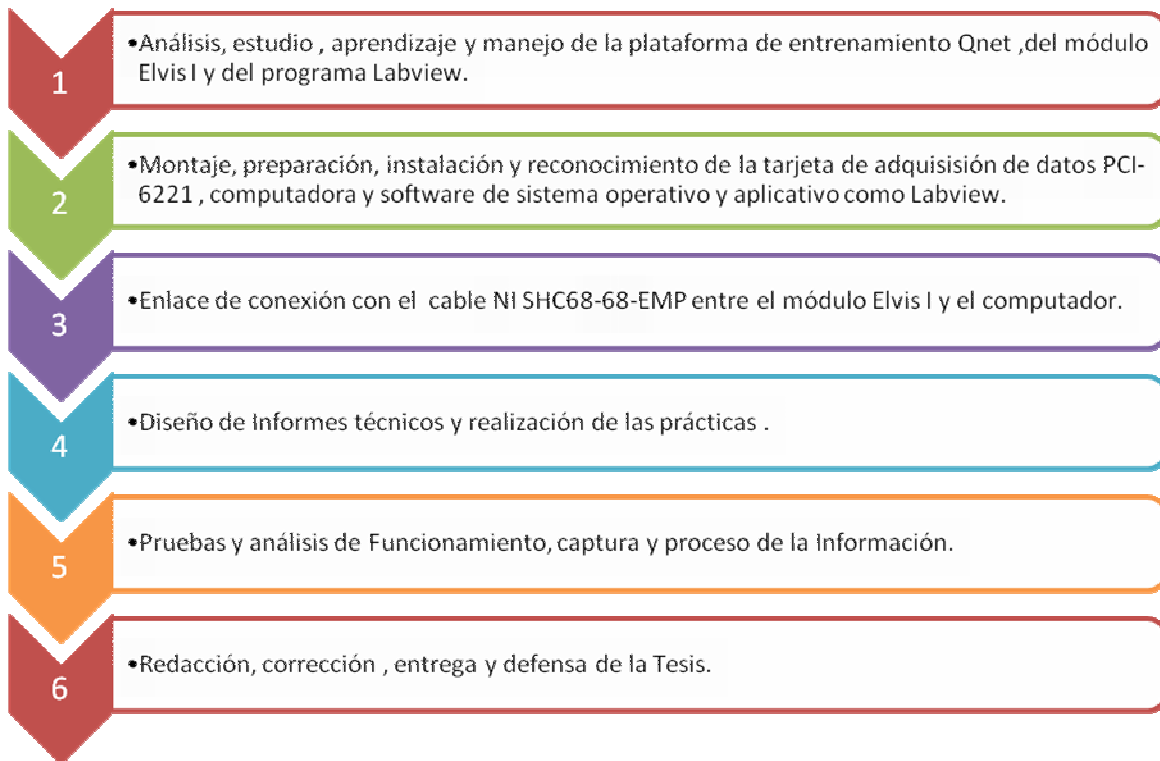 1
•Análisis, estudio , aprendizaje y manejo de la plataforma de entrenamiento Qnet ,del módulo
Elvis I y del programa Labview.
2
•Montaje, preparación, instalación y reconocimiento de la tarjeta de adquisisión de datos PCI-
6221 , computadora y software de sistema operativo y aplicativo como Labview.
3
•Enlace de conexión con el cable NI SHC68-68-EMP entre el módulo Elvis I y el computador.
4
•Diseño de Informes técnicos y realización de las prácticas .
5
•Pruebas y análisis de Funcionamiento, captura y proceso de la Información.
6
•Redacción, corrección , entrega y defensa de la Tesis.